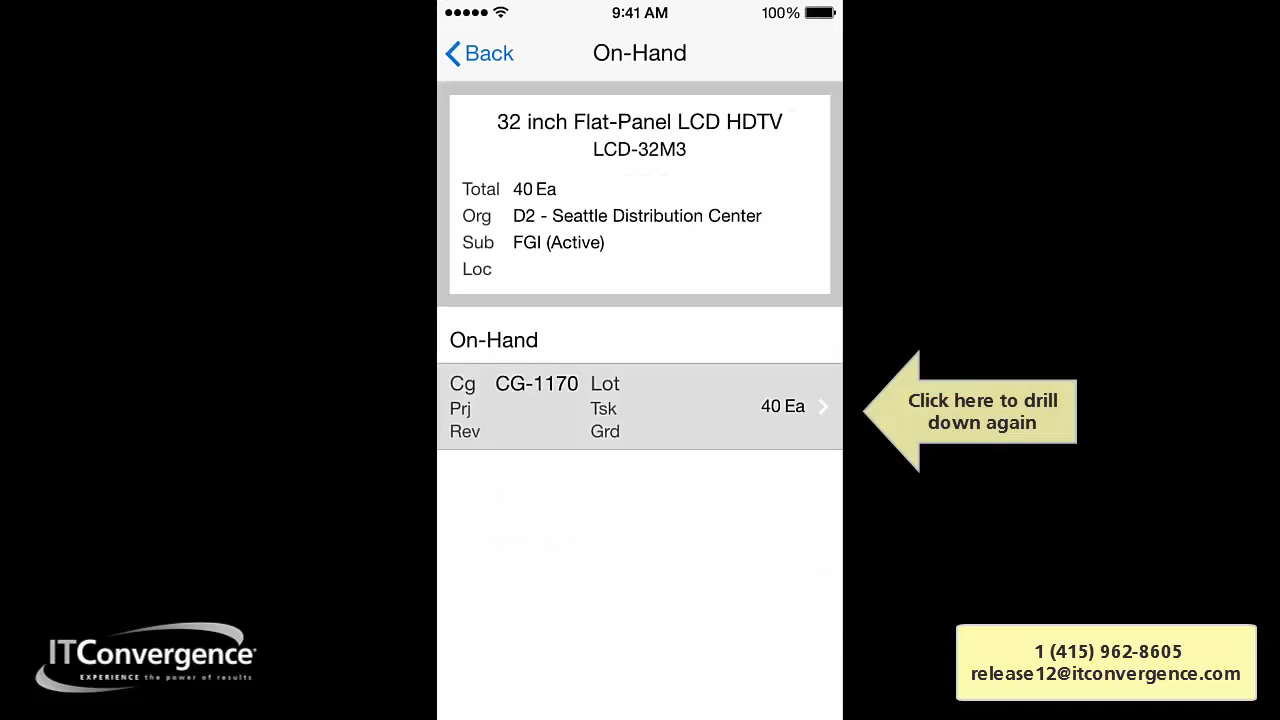 9:41 AM 100%
Back On-Hand
32 inch Flat-Panel LCD HDTV
LCD-32M3
Total 40 Ea
Org D2 - Seattle Distribution Center
Sub FGI (Active)
Loc
On-Hand
Cg CG-1170 Lot
Prj Tsk 40 Ea
Rev Grd
Click here to drill
down again
ITConvergence
EXPERIENCE the power of results
1 (415) 962-8605
release12@itconvergence.com